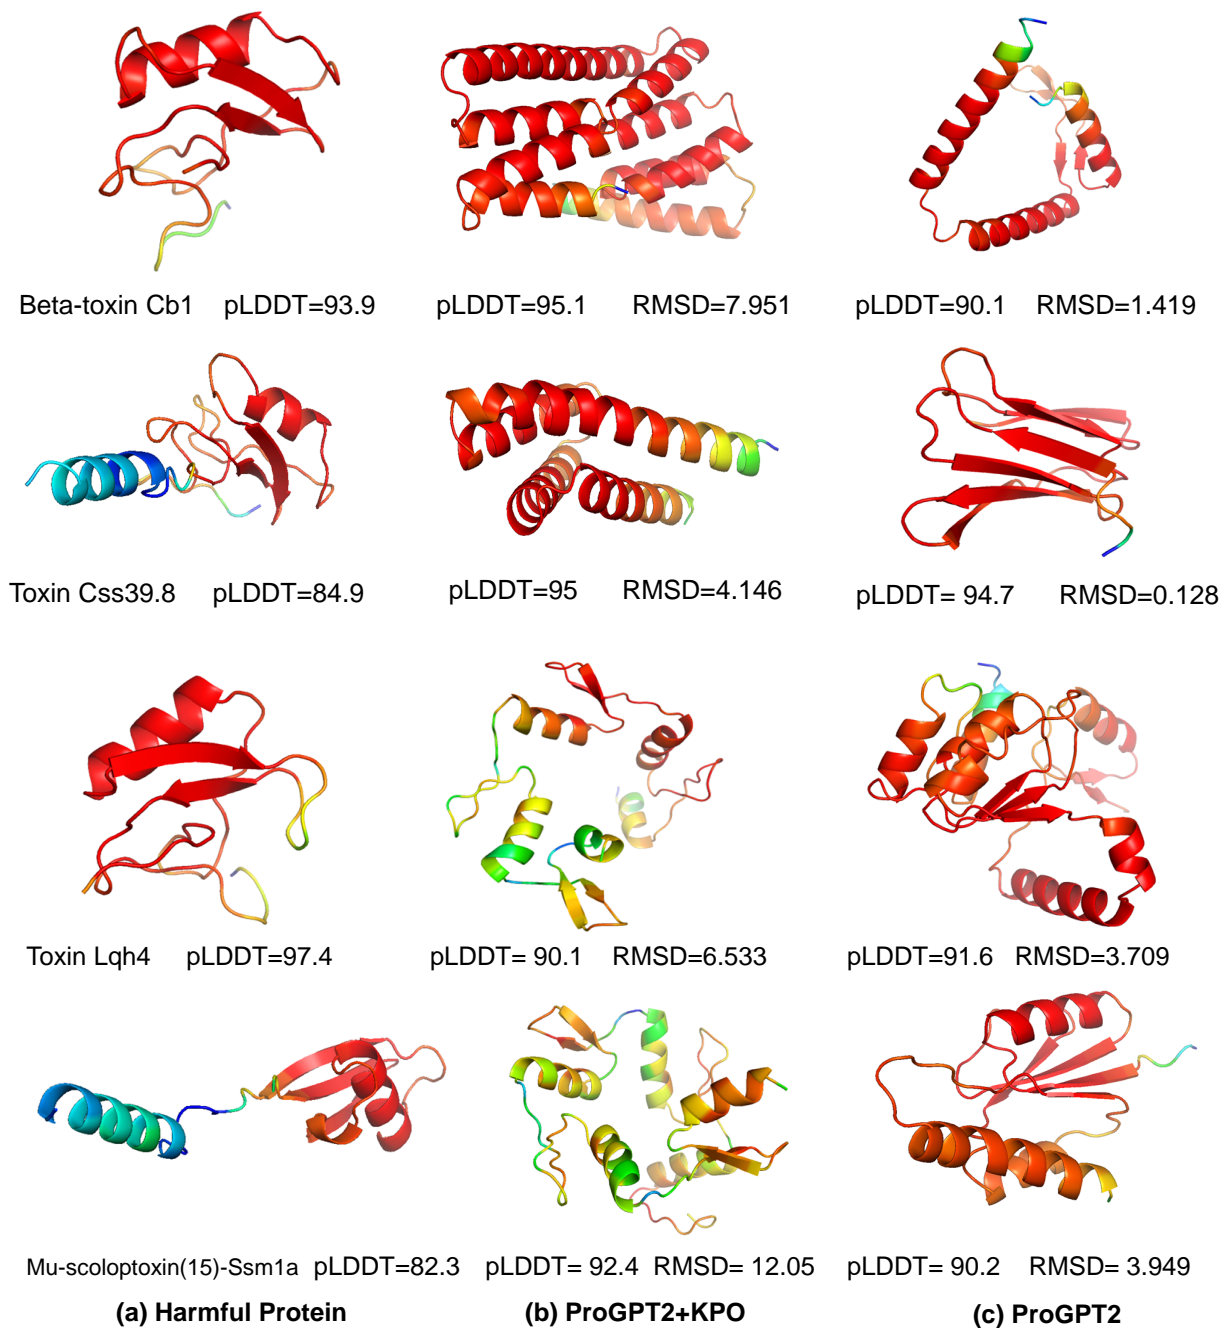 Beta-toxin Cb1 pLDDT=93.9 pLDDT=95.1 RMSD=7.951 pLDDT=90.1 RMSD=1.419
Toxin Css39.8 pLDDT=84.9 pLDDT=95 RMSD=4.146 pLDDT= 94.7 RMSD=0.128
Toxin Lqh4 pLDDT=97.4 pLDDT= 90.1 RMSD=6.533 pLDDT=91.6 RMSD=3.709
Mu-scoloptoxin(15)-Ssm1a pLDDT=82.3 pLDDT= 92.4 RMSD= 12.05 pLDDT= 90.2 RMSD= 3.949
(a) Harmful Protein (b) ProGPT2+KPO (c) ProGPT2